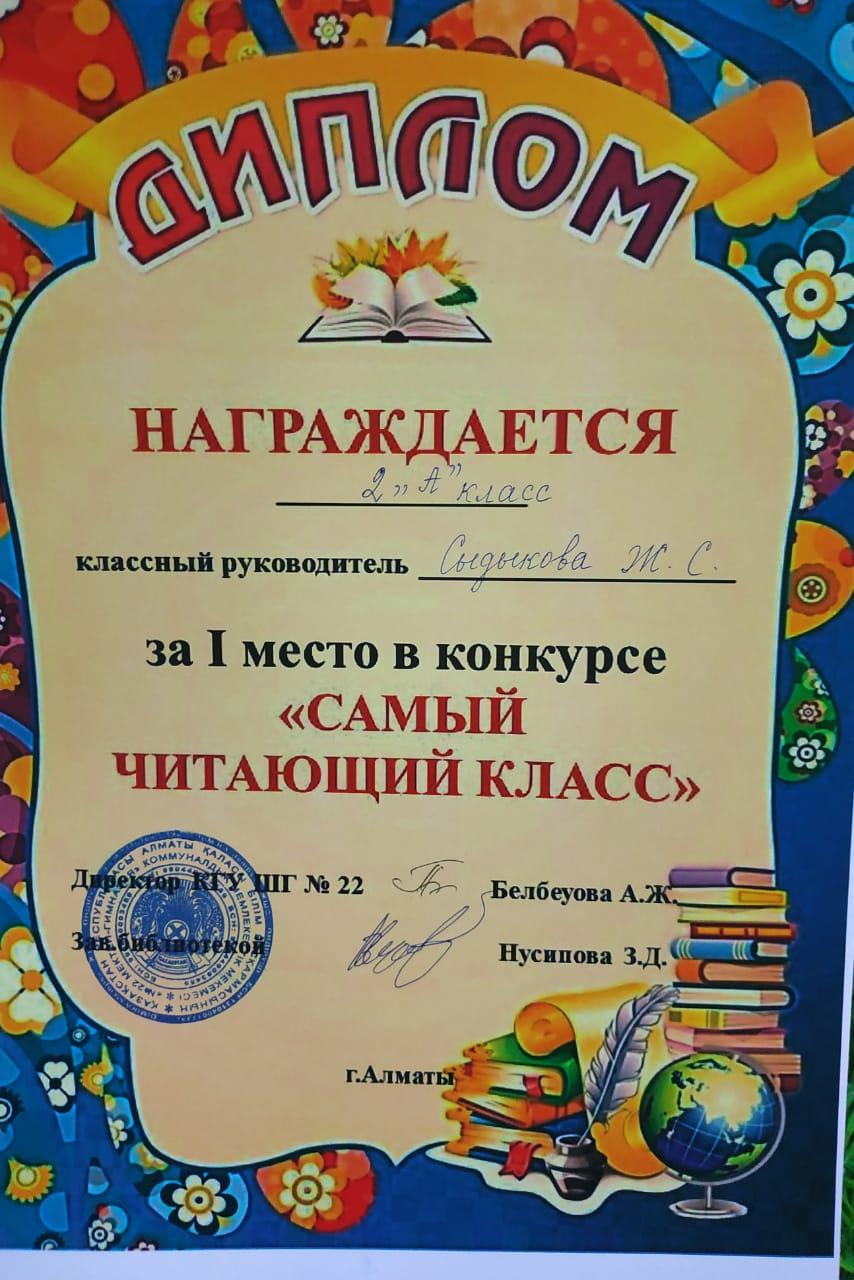 ДИПЛОМ
НАГРАЖДАЕТСЯ
2 „А” класс
классный руководитель Сыдыкова Ж. С.
за I место в конкурсе
«САМЫЙ
ЧИТАЮЩИЙ КЛАСС»
Директор КГУ ШГ № 22 Белбеуова А.Ж.
Зав.библиотекой Нусипова З.Д.
г.Алматы